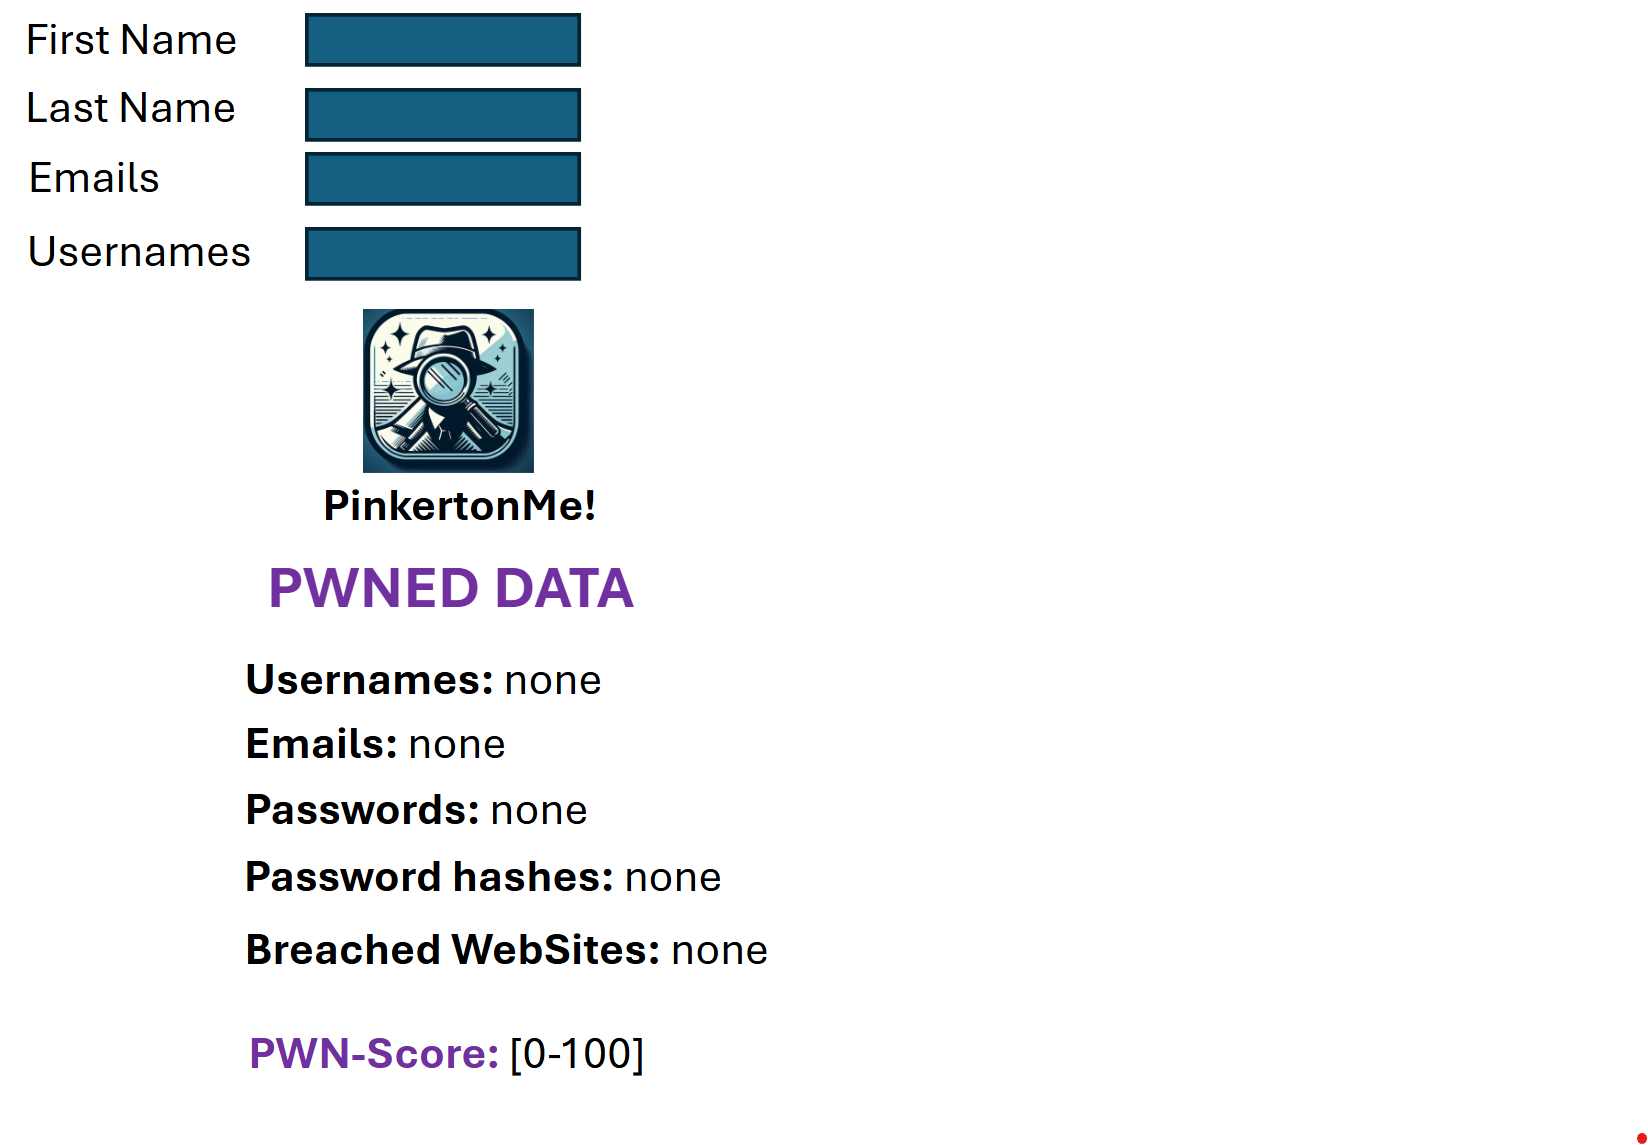 First Name
Last Name
Emails
Usernames
PinkertonMe!
PWNED DATA
Usernames: none
Emails: none
Passwords: none
Password hashes: none
Breached WebSites: none
PWN-Score: [0-100]